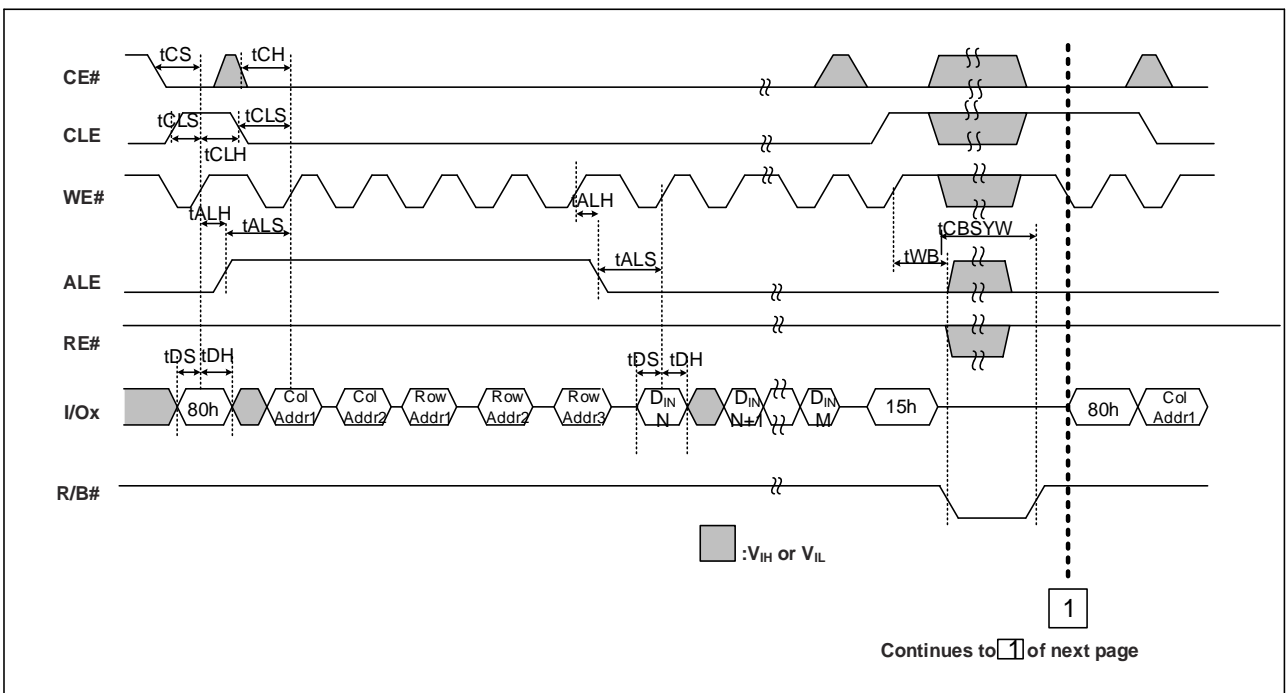 CE#
tCS
tCH
CLE
tCLS
tCLH
tCLS
WE#
tALH
tALS
tALH
tCBSYW
ALE
tALS
tWB
RE#
tDS
tDH
tDS
tDH
I/Ox
80h
Col
Addr1
Col
Addr2
Row
Addr1
Row
Addr2
Row
Addr3
DIN
N
DIN
N+1
DIN
M
15h
80h
Col
Addr1
R/B#
:VIH or VIL
1
Continues to 1 of next page